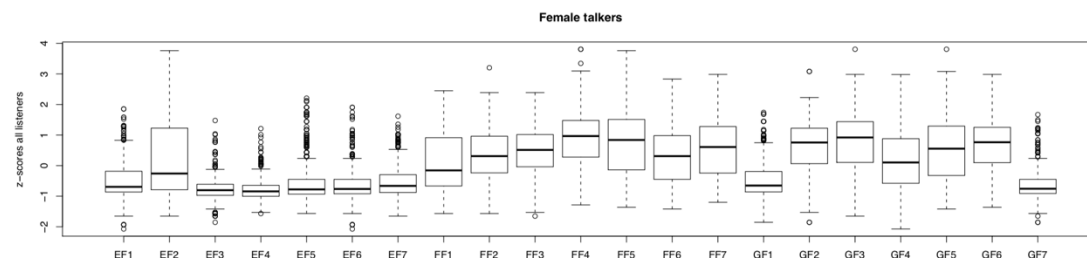 Female talkers
z-scores all listeners
4
3
2
1
0
-1
-2
EF1 EF2 EF3 EF4 EF5 EF6 EF7 FF1 FF2 FF3 FF4 FF5 FF6 FF7 GF1 GF2 GF3 GF4 GF5 GF6 GF7